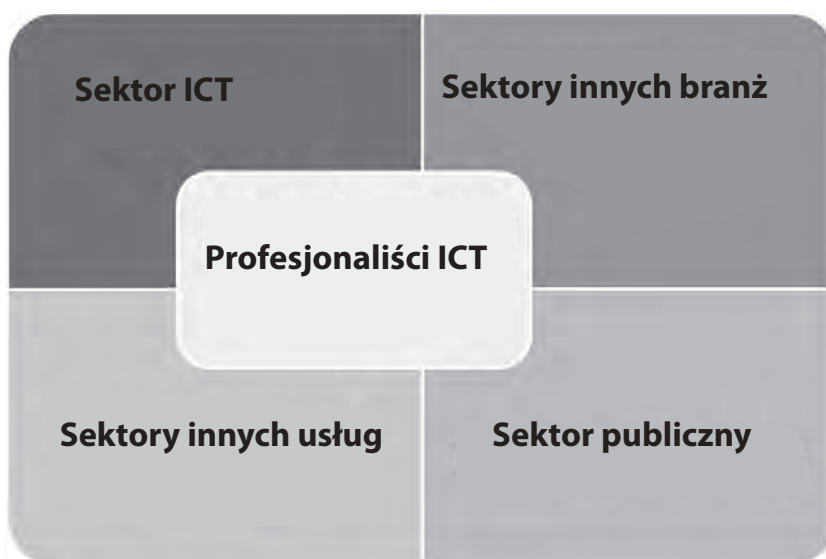 Sektor ICT
Sektory innych branż
Profesjonaliści ICT
Sektory innych usług
Sektor publiczny